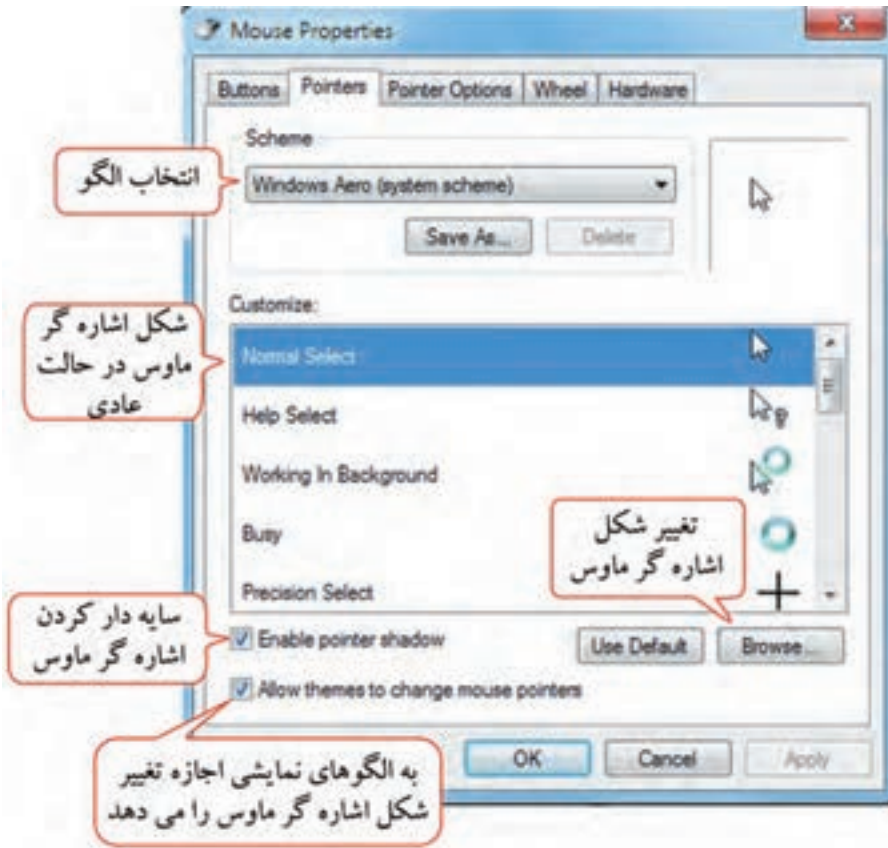 Mouse Properties
Buttons Pointers Pointer Options Wheel Hardware
Scheme
انتخاب الگو
Windows Aero (system scheme)
Save As... Delete
Customize:
شکل اشاره گر
ماوس در حالت
عادی
Normal Select
Help Select
Working In Background
Busy
تغییر شکل
اشاره گر ماوس
Precision Select
سایه دار کردن
اشاره گر ماوس
Enable pointer shadow
Use Default Browse...
Allow themes to change mouse pointers
به الگوهای نمایشی اجازه تغییر
شکل اشاره گر ماوس را می دهد
OK Cancel Apply